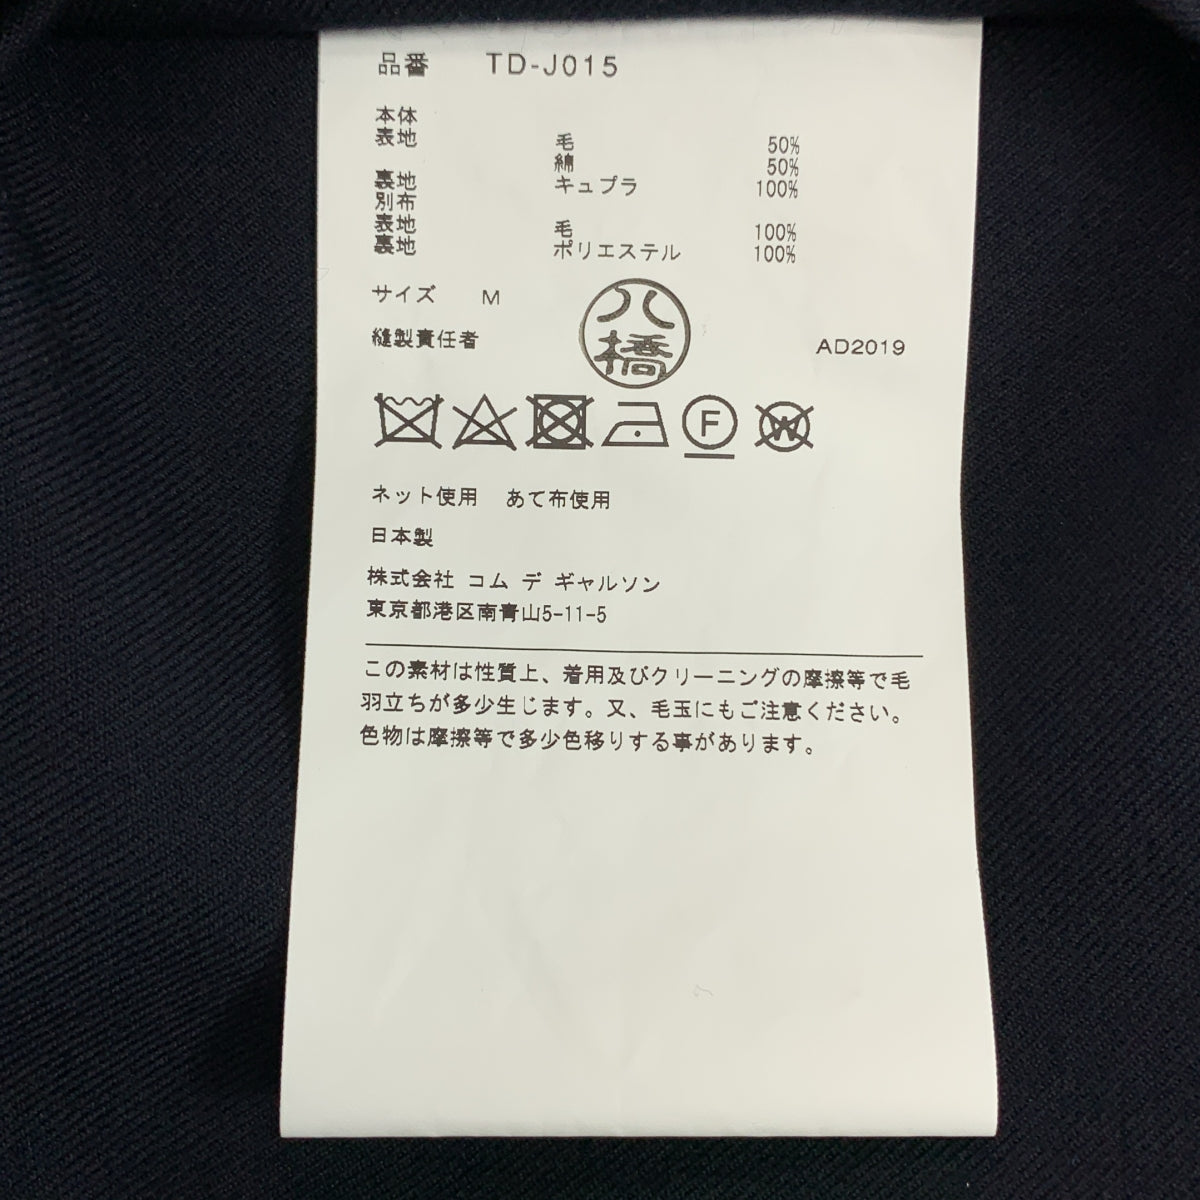 品番 TD-J015
本体
表地 毛 50%
綿 50%
裏地 キュプラ 100%
別布
表地 毛 100%
裏地 ポリエステル 100%
サイズ M
縫製責任者 八橋 AD2019
F W
ネット使用 あて布使用
日本製
株式会社 コム デ ギャルソン
東京都港区南青山5-11-5
この素材は性質上、着用及びクリーニングの摩擦等で毛
羽立ちが多少生じます。又、毛玉にもご注意ください。
色物は摩擦等で多少色移りする事があります。